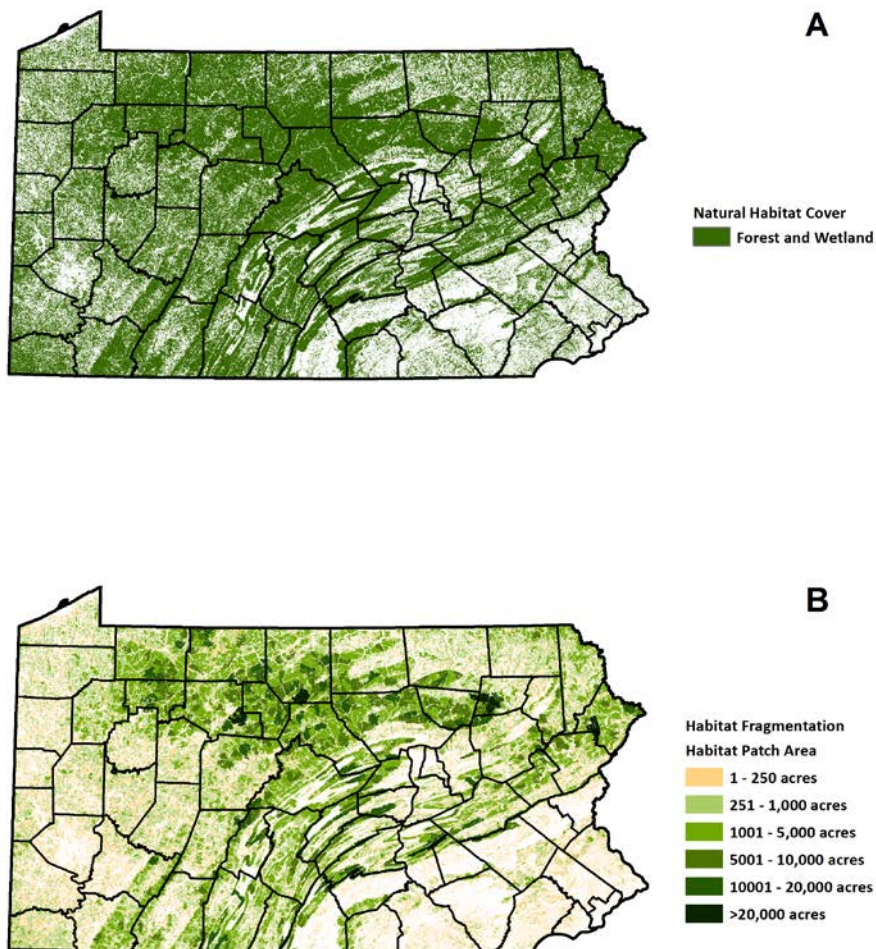 A
Natural Habitat Cover
Forest and Wetland
B
Habitat Fragmentation
Habitat Patch Area
1 - 250 acres
251 - 1,000 acres
1001 - 5,000 acres
5001 - 10,000 acres
10001 - 20,000 acres
>20,000 acres